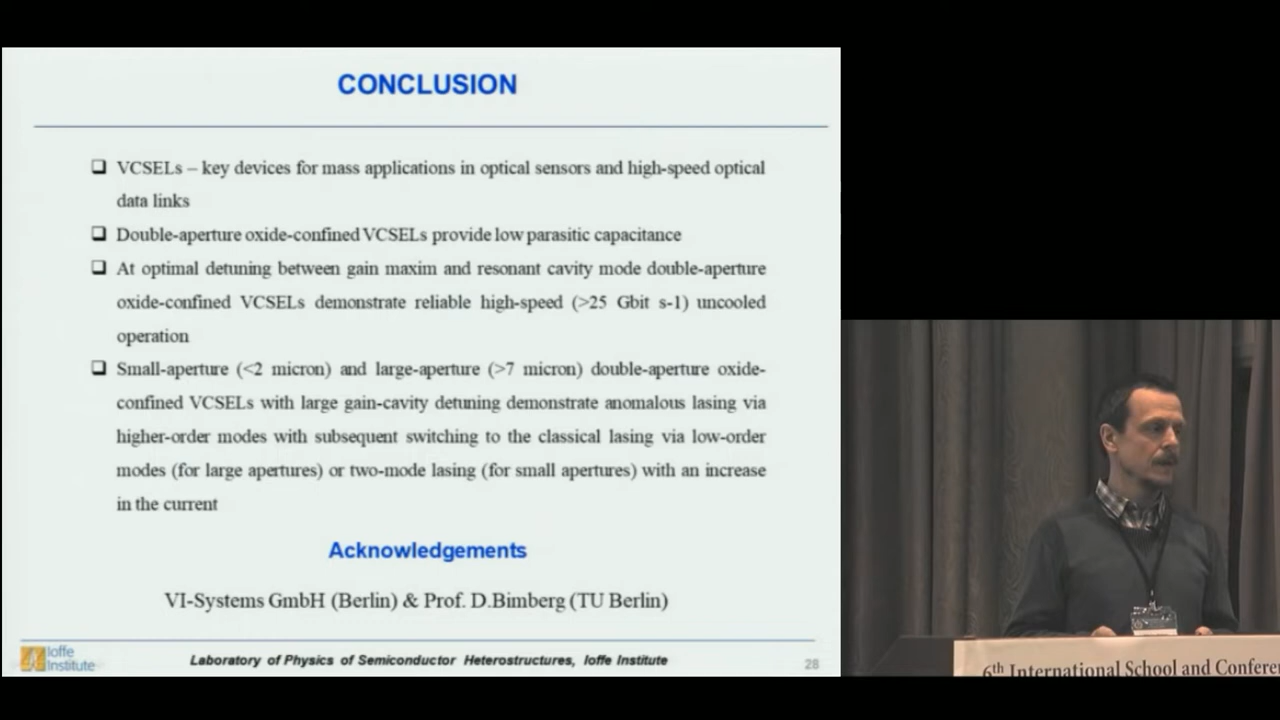 CONCLUSION
❑ VCSELs – key devices for mass applications in optical sensors and high-speed optical
data links
❑ Double-aperture oxide-confined VCSELs provide low parasitic capacitance
❑ At optimal detuning between gain maxim and resonant cavity mode double-aperture
oxide-confined VCSELs demonstrate reliable high-speed (>25 Gbit s-1) uncooled
operation
❑ Small-aperture (<2 micron) and large-aperture (>7 micron) double-aperture oxide-
confined VCSELs with large gain-cavity detuning demonstrate anomalous lasing via
higher-order modes with subsequent switching to the classical lasing via low-order
modes (for large apertures) or two-mode lasing (for small apertures) with an increase
in the current
Acknowledgements
VI-Systems GmbH (Berlin) & Prof. D.Bimberg (TU Berlin)
Ioffe
Institute
Laboratory of Physics of Semiconductor Heterostructures, Ioffe Institute
28
6th International School and Conferen